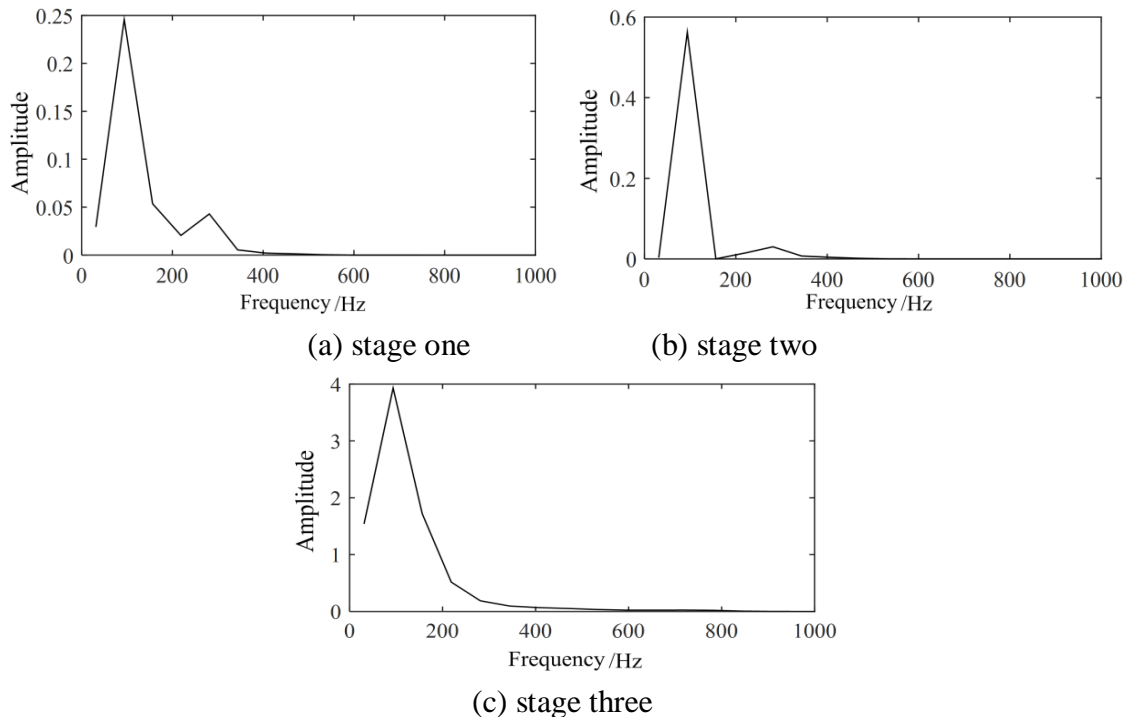 0.25
0.2
0.15
0.1
0.05
0
0 200 400 600 800 1000
Amplitude
Frequency /Hz
(a) stage one
0.6
0.4
0.2
0
0 200 400 600 800 1000
Amplitude
Frequency /Hz
(b) stage two
4
3
2
1
0
0 200 400 600 800 1000
Amplitude
Frequency /Hz
(c) stage three